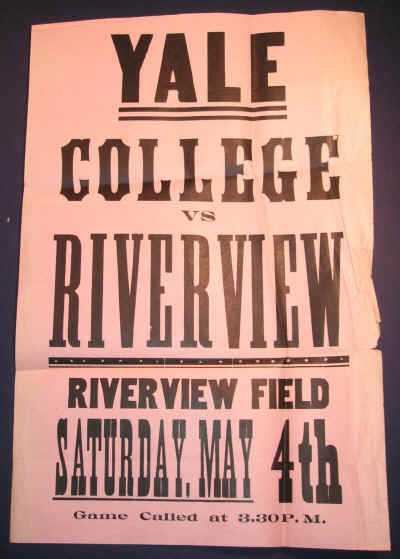 YALE
COLLEGE
VS
RIVERVIEW
RIVERVIEW FIELD
SATURDAY, MAY 4th
Game Called at 3.30 P. M.